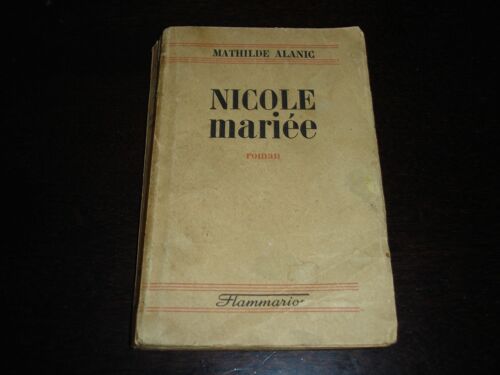 MATHILDE ALANIC
NICOLE
mariée
roman
Flammarion